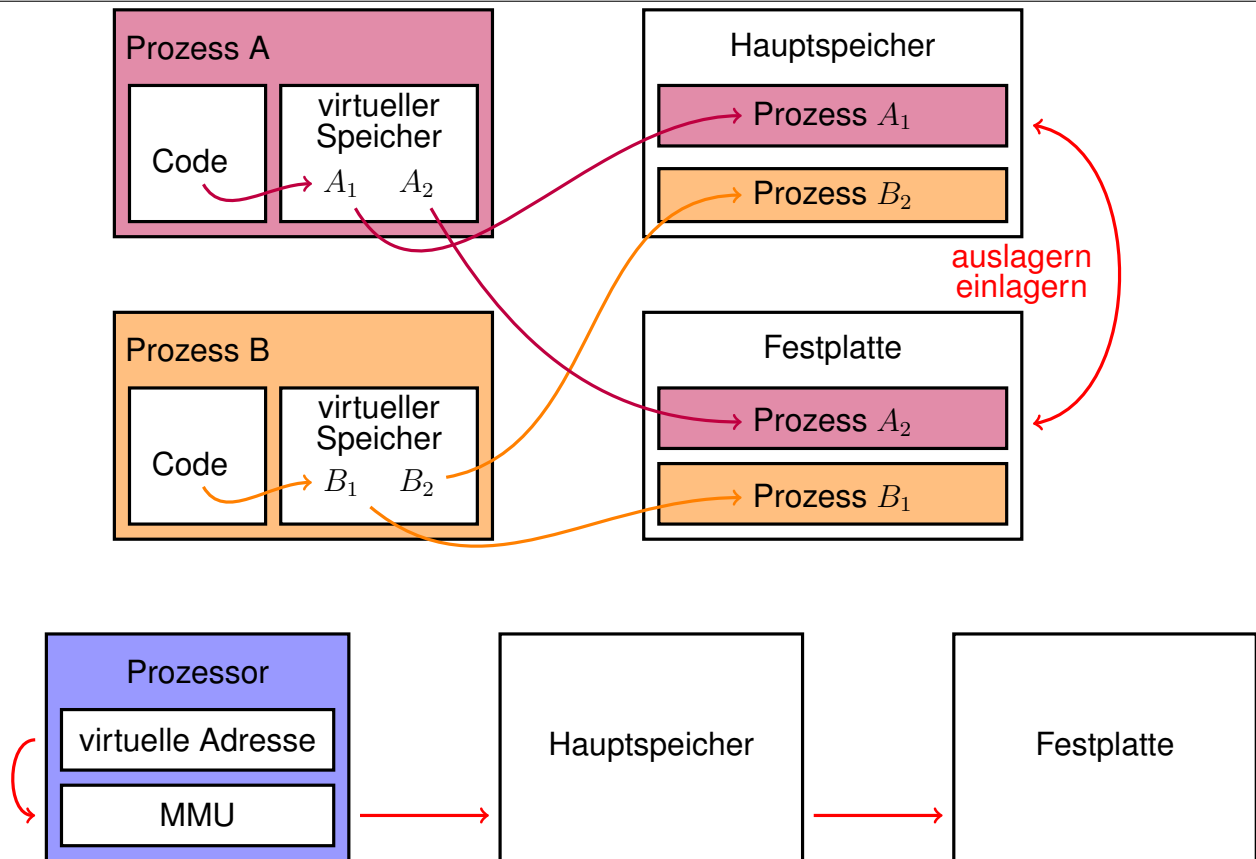 Prozess A
Code
virtueller
Speicher
A₁ A₂
Hauptspeicher
Prozess A₁
Prozess B₂
auslagern
einlagern
Prozess B
Code
virtueller
Speicher
B₁ B₂
Festplatte
Prozess A₂
Prozess B₁
Prozessor
virtuelle Adresse
MMU
Hauptspeicher
Festplatte